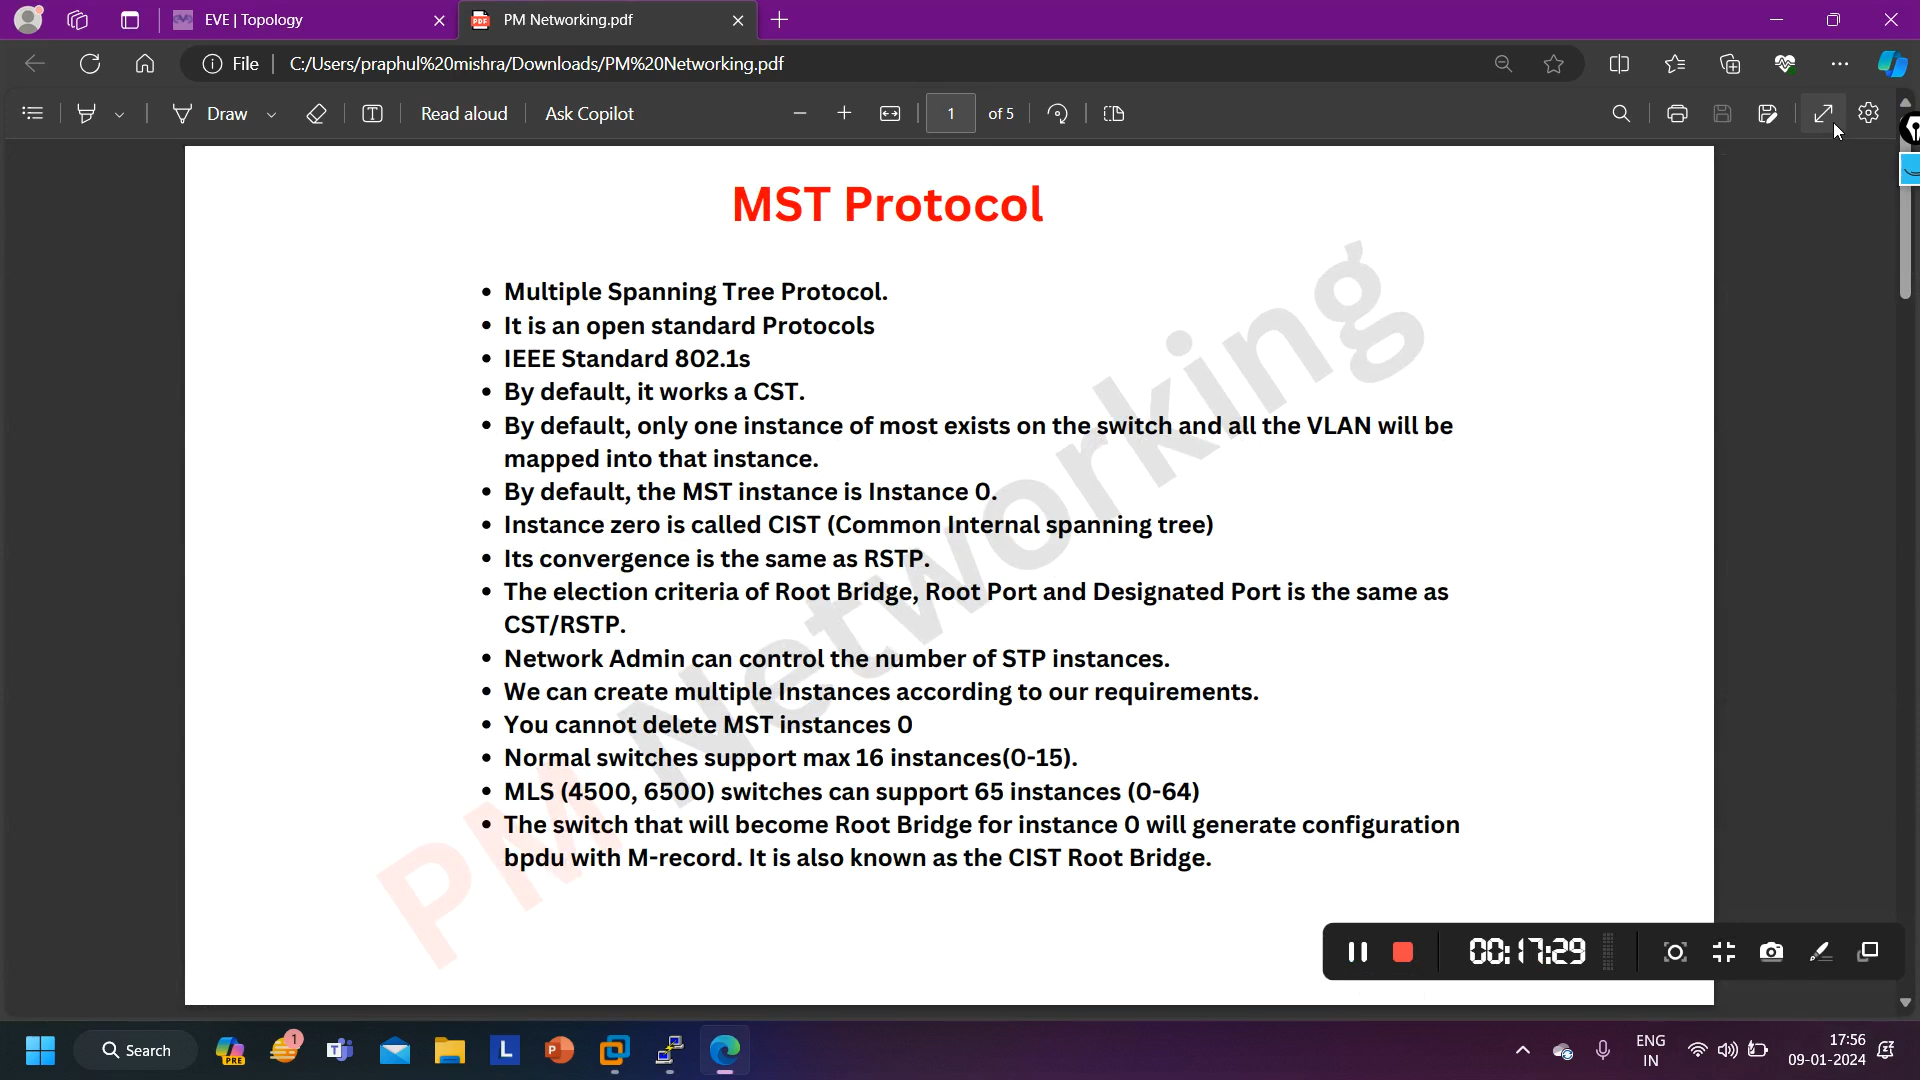 EVE | Topology
PM Networking.pdf
File
C:/Users/praphul%20mishra/Downloads/PM%20Networking.pdf
Draw
Read aloud
Ask Copilot
1
of 5
MST Protocol
• Multiple Spanning Tree Protocol.
• It is an open standard Protocols
• IEEE Standard 802.1s
• By default, it works a CST.
• By default, only one instance of most exists on the switch and all the VLAN will be
mapped into that instance.
• By default, the MST instance is Instance 0.
• Instance zero is called CIST (Common Internal spanning tree)
• Its convergence is the same as RSTP.
• The election criteria of Root Bridge, Root Port and Designated Port is the same as
CST/RSTP.
• Network Admin can control the number of STP instances.
• We can create multiple Instances according to our requirements.
• You cannot delete MST instances 0
• Normal switches support max 16 instances(0-15).
• MLS (4500, 6500) switches can support 65 instances (0-64)
• The switch that will become Root Bridge for instance 0 will generate configuration
bpdu with M-record. It is also known as the CIST Root Bridge.
PM Networking
00:17:29
Search
PRE
1
L
ENG
IN
17:56
09-01-2024